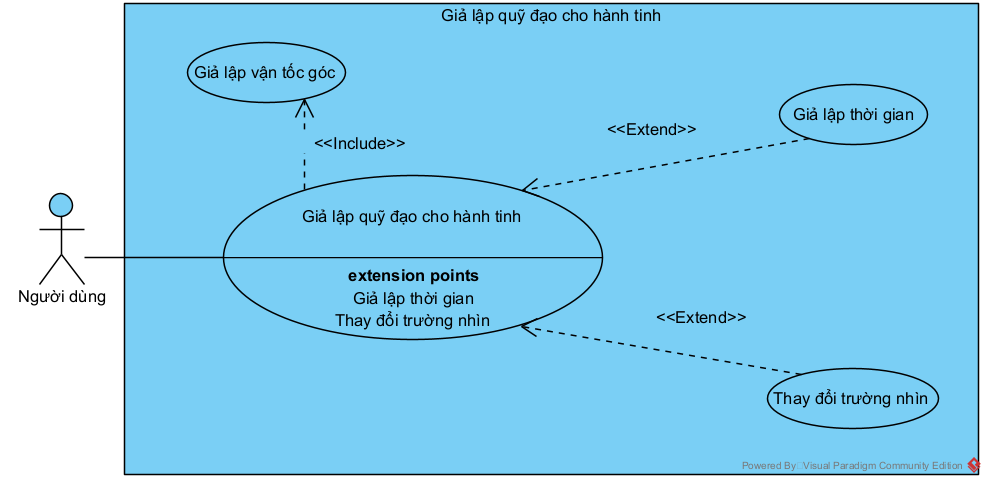 Giả lập quỹ đạo cho hành tinh
Giả lập vận tốc góc
Giả lập thời gian
<<Extend>>
<<Include>>
Giả lập quỹ đạo cho hành tinh
extension points
Giả lập thời gian
Thay đổi trường nhìn
Người dùng
<<Extend>>
Thay đổi trường nhìn
Powered By Visual Paradigm Community Edition